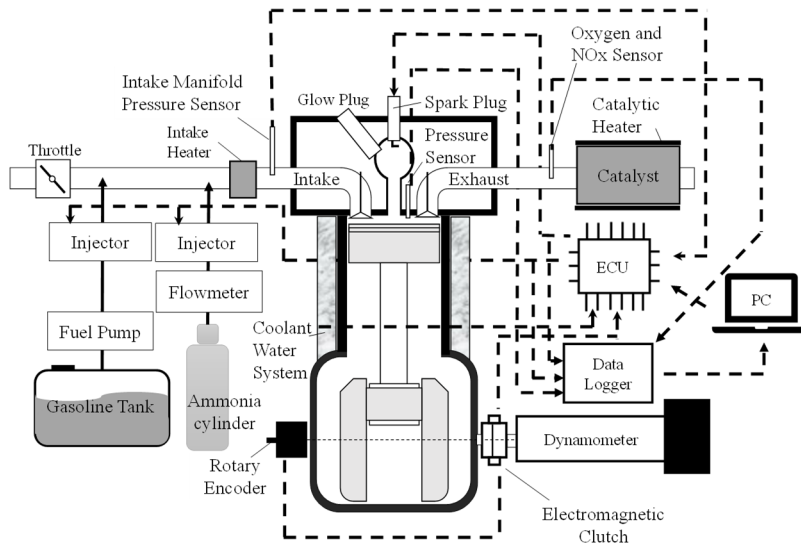 Oxygen and
NOx Sensor
Intake Manifold
Pressure Sensor
Glow Plug
Spark Plug
Catalytic
Heater
Throttle
Intake
Heater
Pressure
Sensor
Intake
Exhaust
Catalyst
Injector
Injector
ECU
Flowmeter
PC
Fuel Pump
Coolant
Water
System
Data
Logger
Gasoline Tank
Ammonia
cylinder
Dynamometer
Rotary
Encoder
Electromagnetic
Clutch